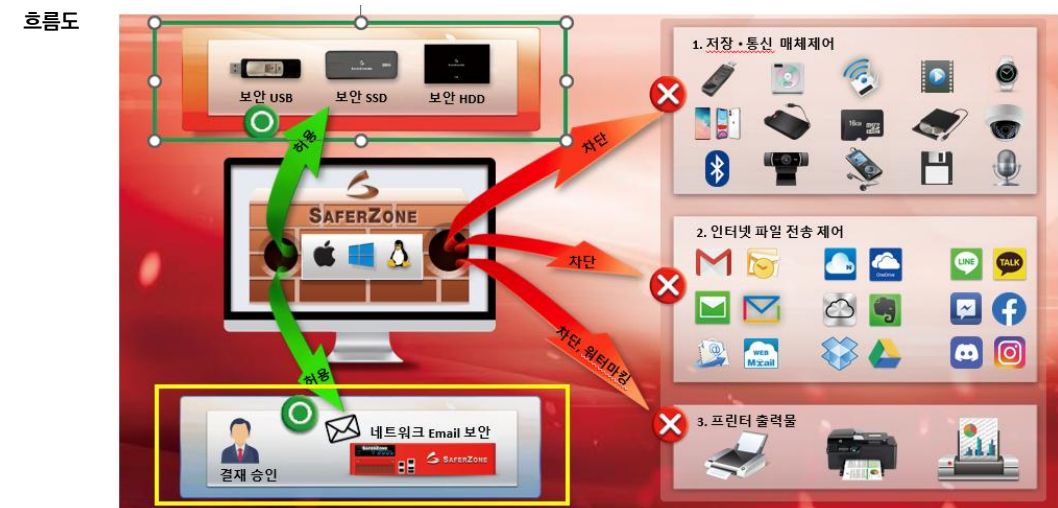 흐름도
보안 USB
보안 SSD
보안 HDD
허용
차단
SAFERZONE
차단
차단, 워터마킹
허용
결재 승인
네트워크 Email 보안
SAFERZONE
1. 저장・통신 매체제어
16GB
micro
2. 인터넷 파일 전송 제어
N
OneDrive
LINE
TALK
WEB
Mail
3. 프린터 출력물